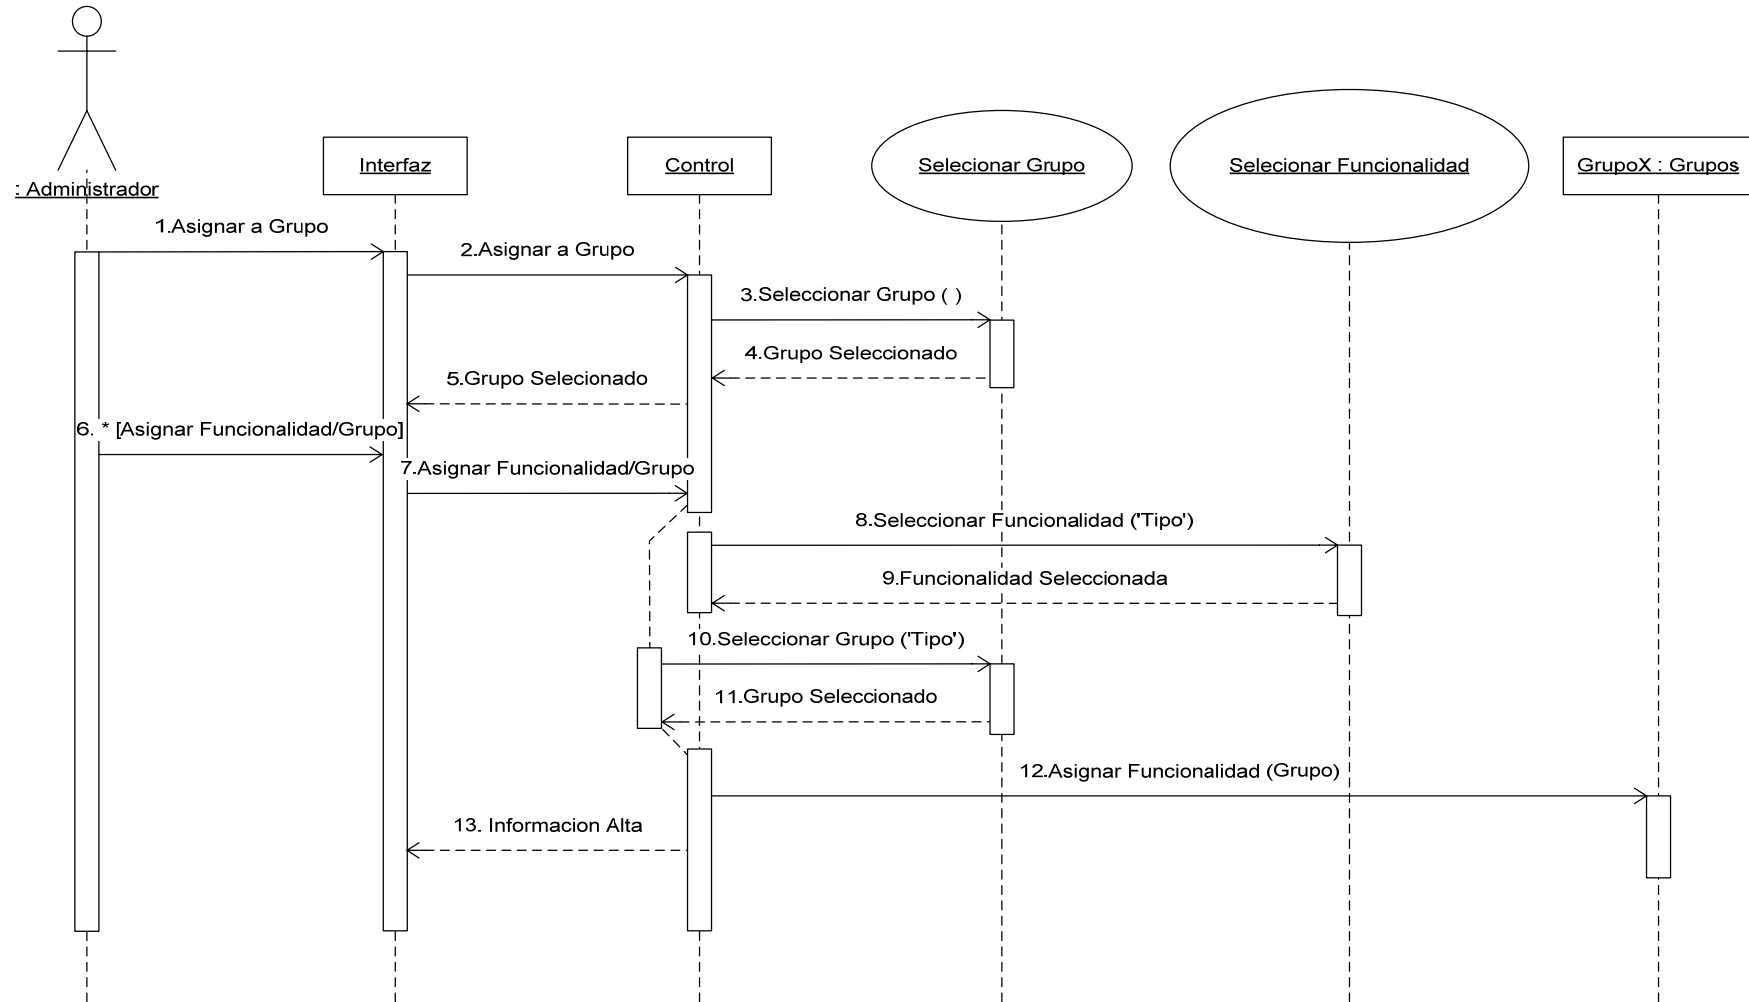 : Administrador
Interfaz
Control
Selecionar Grupo
Selecionar Funcionalidad
GrupoX : Grupos
1.Asignar a Grupo
2.Asignar a Grupo
3.Seleccionar Grupo ( )
4.Grupo Seleccionado
5.Grupo Selecionado
6. * [Asignar Funcionalidad/Grupo]
7.Asignar Funcionalidad/Grupo
8.Seleccionar Funcionalidad ('Tipo')
9.Funcionalidad Seleccionada
10.Seleccionar Grupo ('Tipo')
11.Grupo Seleccionado
12.Asignar Funcionalidad (Grupo)
13. Informacion Alta